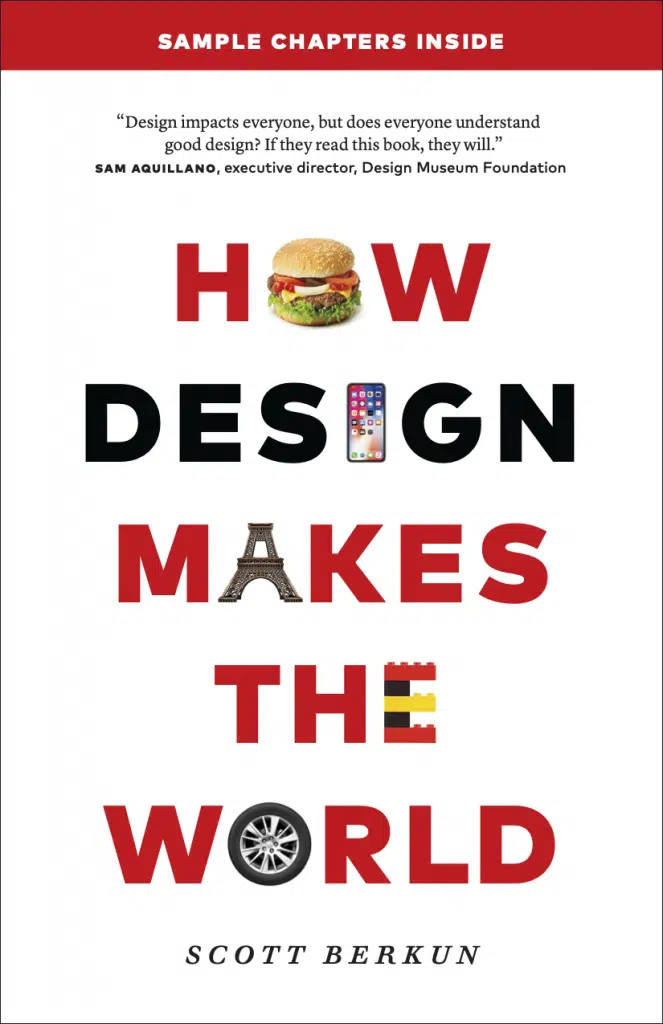 SAMPLE CHAPTERS INSIDE
“Design impacts everyone, but does everyone understand
good design? If they read this book, they will.”
SAM AQUILLANO, executive director, Design Museum Foundation
HOW
DESIGN
MAKES
THE
WORLD
SCOTT BERKUN